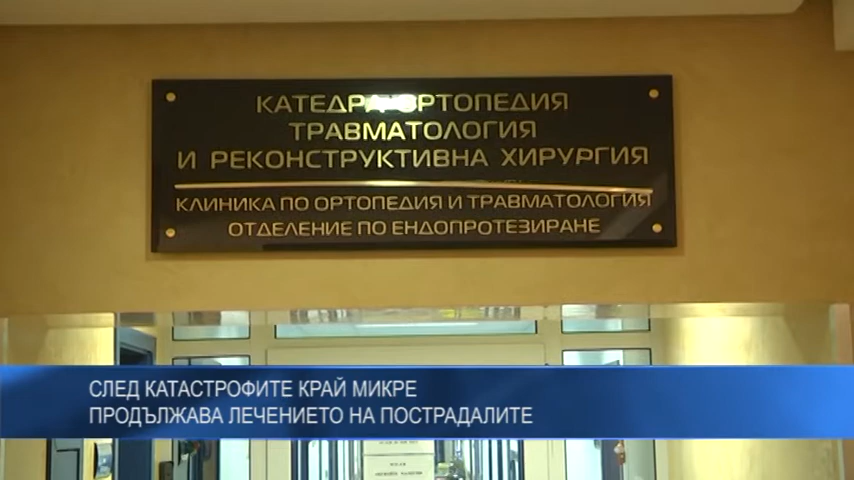 КАТЕДРА ОРТОПЕДИЯ
ТРАВМАТОЛОГИЯ
И РЕКОНСТРУКТИВНА ХИРУРГИЯ
КЛИНИКА ПО ОРТОПЕДИЯ И ТРАВМАТОЛОГИЯ
ОТДЕЛЕНИЕ ПО ЕНДОПРОТЕЗИРАНЕ
СЛЕД КАТАСТРОФИТЕ КРАЙ МИКРЕ
ПРОДЪЛЖАВА ЛЕЧЕНИЕТО НА ПОСТРАДАЛИТЕ